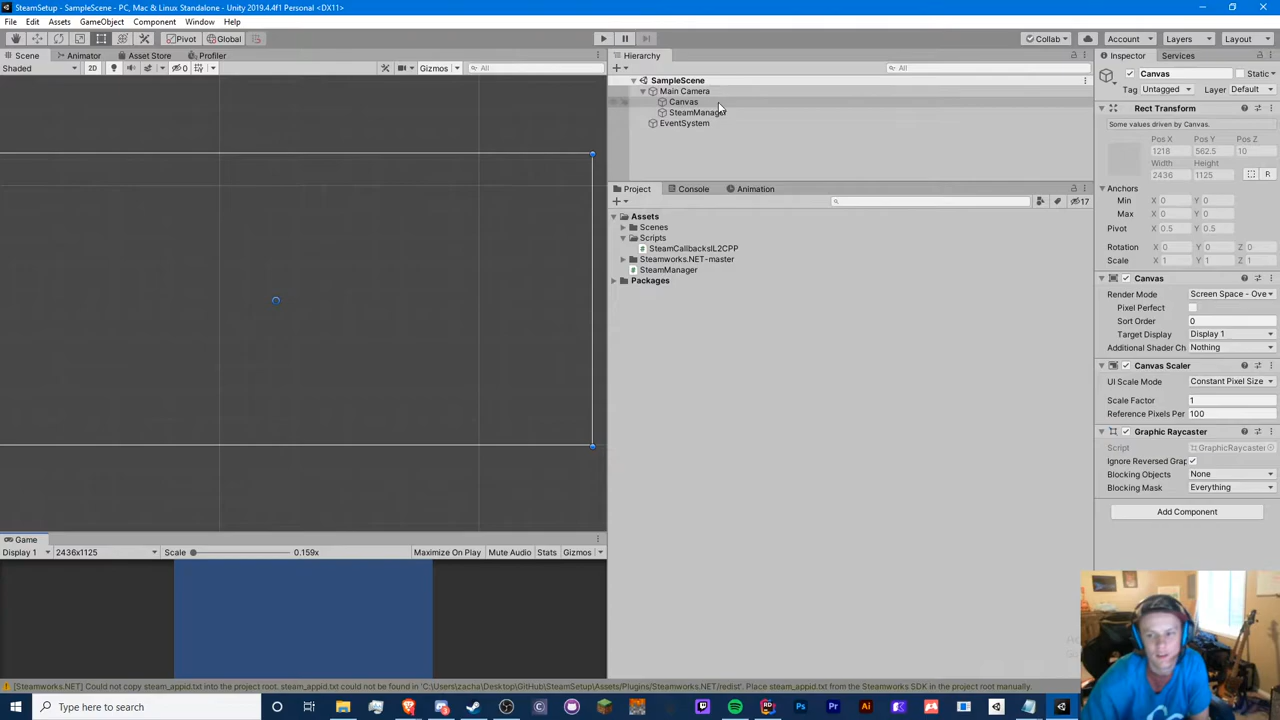 SteamSetup - SampleScene - PC, Mac & Linux Standalone - Unity 2019.4.4f1 Personal <DX11>
File Edit Assets GameObject Component Window Help
Pivot Global Collab Account Layers Layout
Scene Animator Asset Store Profiler
Shaded 2D 0 Gizmos All
Hierarchy
All
SampleScene
Main Camera
Canvas
SteamManager
EventSystem
Project Console Animation
17
Assets
Scenes
Scripts
SteamCallbacksIL2CPP
Steamworks.NET-master
SteamManager
Packages
Inspector Services
Canvas Static
Tag Untagged Layer Default
Rect Transform
Some values driven by Canvas.
Pos X Pos Y Pos Z
1218 562.5 10
Width Height
2436 1125 R
Anchors
Min X 0 Y 0
Max X 0 Y 0
Pivot X 0.5 Y 0.5
Rotation X 0 Y 0 Z 0
Scale X 1 Y 1 Z 1
Canvas
Render Mode Screen Space - Ove
Pixel Perfect
Sort Order 0
Target Display Display 1
Additional Shader Ch Nothing
Canvas Scaler
UI Scale Mode Constant Pixel Size
Scale Factor 1
Reference Pixels Per 100
Graphic Raycaster
Script GraphicRaycaster
Ignore Reversed Grap
Blocking Objects None
Blocking Mask Everything
Add Component
Game
Display 1 2436x1125 Scale 0.159x Maximize On Play Mute Audio Stats Gizmos
[Steamworks.NET] Could not copy steam_appid.txt into the project root. steam_appid.txt could not be found in 'C:\Users\zacha\Desktop\GitHub\SteamSetup\Assets/Plugins/Steamworks.NET/redist'. Place steam_appid.txt from the Steamworks SDK in the project root manually.
Type here to search
Ps Pr Ai